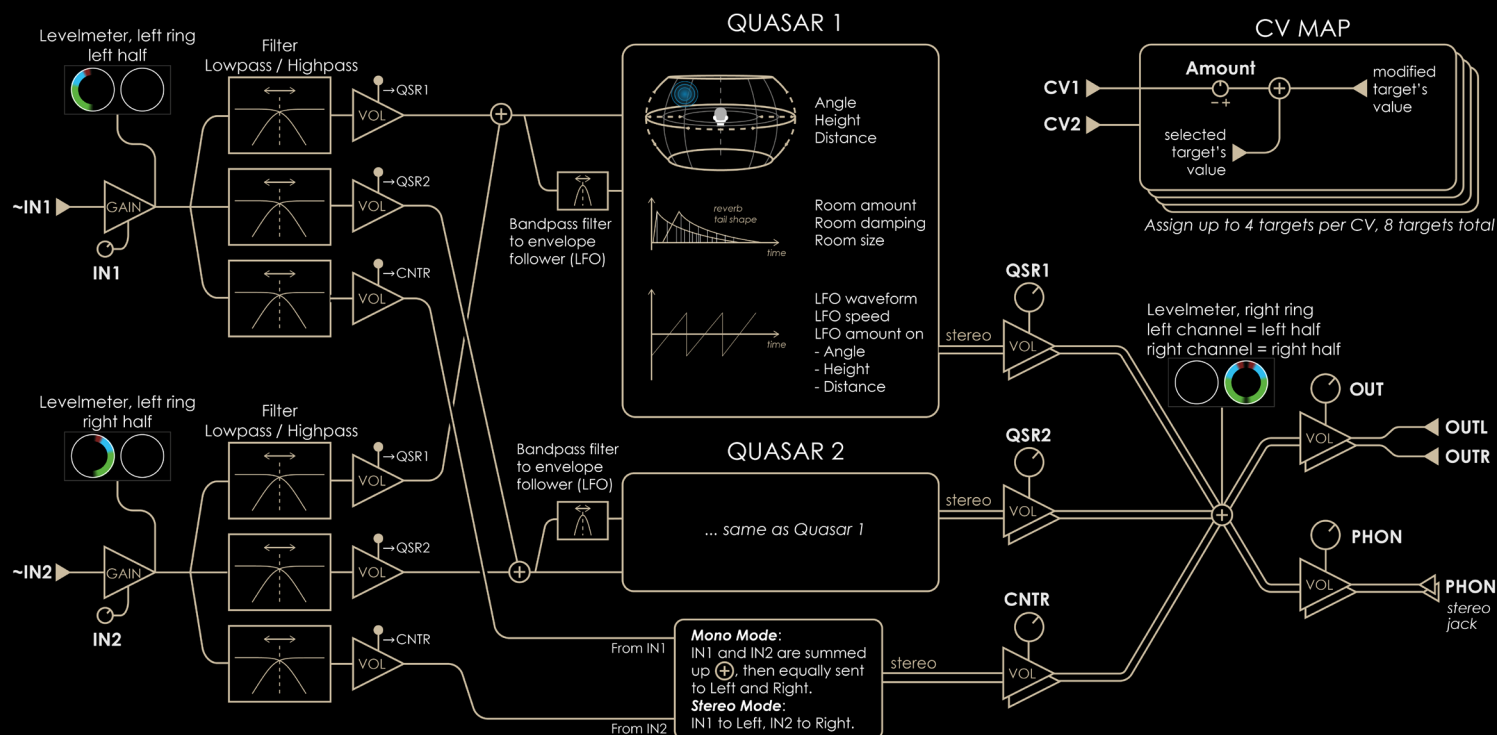 QUASAR 1
CV MAP
Levelmeter, left ring
left half
Filter
Lowpass / Highpass
VOL
→QSR1
VOL
→QSR2
VOL
→CNTR
~IN1
GAIN
IN1
Bandpass filter
to envelope
follower (LFO)
Angle
Height
Distance
reverb
tail shape
time
Room amount
Room damping
Room size
time
LFO waveform
LFO speed
LFO amount on
- Angle
- Height
- Distance
CV1
CV2
Amount
-+
modified
target's
value
selected
target's
value
Assign up to 4 targets per CV, 8 targets total
stereo
QSR1
VOL
Levelmeter, right ring
left channel = left half
right channel = right half
OUT
VOL
OUTL
OUTR
Levelmeter, left ring
right half
Filter
Lowpass / Highpass
VOL
→QSR1
VOL
→QSR2
VOL
→CNTR
~IN2
GAIN
IN2
Bandpass filter
to envelope
follower (LFO)
QUASAR 2
... same as Quasar 1
stereo
QSR2
VOL
PHON
VOL
PHON
stereo
jack
From IN1
From IN2
Mono Mode:
IN1 and IN2 are summed
up +, then equally sent
to Left and Right.
Stereo Mode:
IN1 to Left, IN2 to Right.
stereo
CNTR
VOL